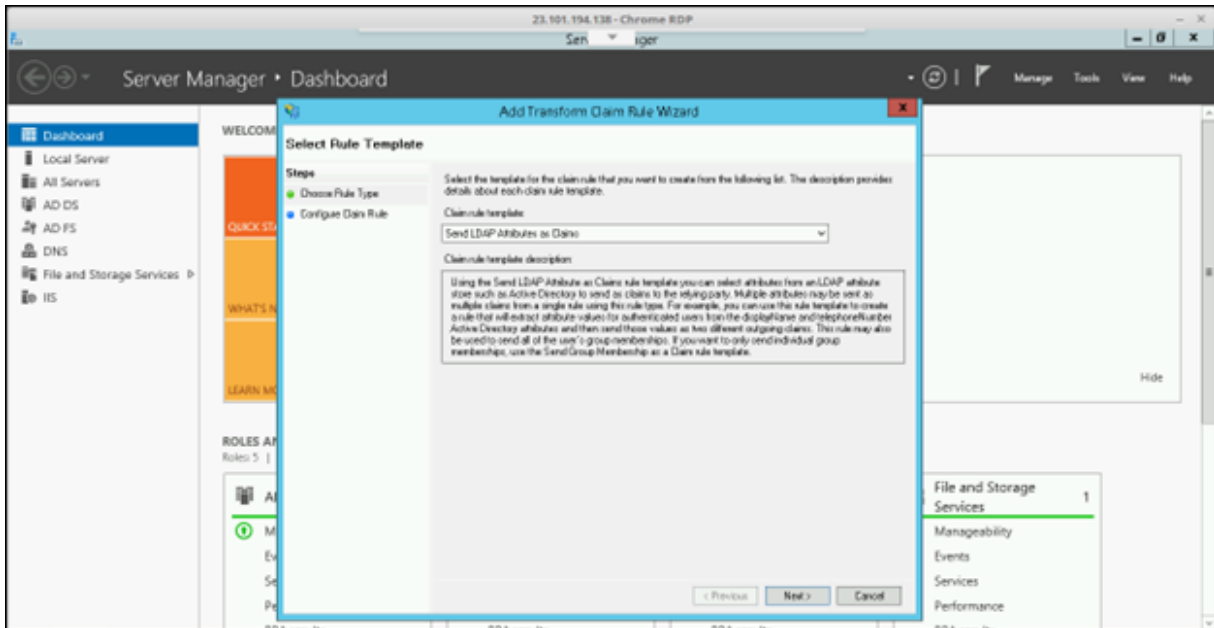 23.101.194.138 - Chrome RDP
Ser
ger
Server Manager • Dashboard
Manage
Tools
View
Help
Add Transform Claim Rule Wizard
Dashboard
Local Server
All Servers
AD DS
AD FS
DNS
File and Storage Services
IIS
WELCOM
QUICK STA
WHAT'S N
LEARN MO
Select Rule Template
Steps
Choose Rule Type
Configure Claim Rule
Select the template for the claim rule that you want to create from the following list. The description provides
details about each claim rule template.
Claim rule template:
Send LDAP Attributes as Claims
Claim rule template description:
Using the Send LDAP Attribute as Claims rule template you can select attributes from an LDAP attribute
store such as Active Directory to send as claims to the relying party. Multiple attributes may be sent as
multiple claims from a single rule using this rule type. For example, you can use this rule template to create
a rule that will extract attribute values for authenticated users from the displayName and telephoneNumber
Active Directory attributes and then send those values as two different outgoing claims. This rule may also
be used to send all of the user's group memberships. If you want to only send individual group
memberships, use the Send Group Membership as a Claim rule template.
< Previous
Next >
Cancel
Hide
ROLES AN
Roles: 5 |
File and Storage
Services
1
Manageability
Events
Services
Performance